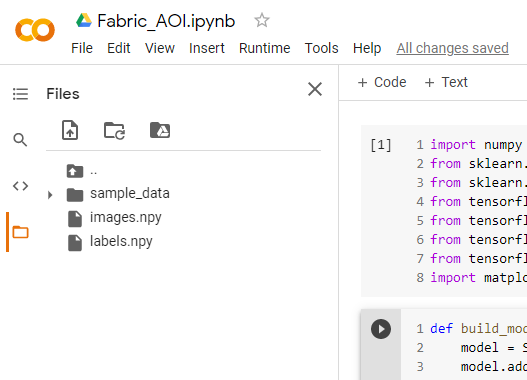 Fabric_AOI.ipynb
File Edit View Insert Runtime Tools Help All changes saved
Files
..
sample_data
images.npy
labels.npy
+ Code + Text
[1]
1 import numpy
2 from sklearn.
3 from sklearn.
4 from tensorfl
5 from tensorfl
6 from tensorfl
7 from tensorfl
8 import matplo
1 def build_mod
2 model = S
3 model.add